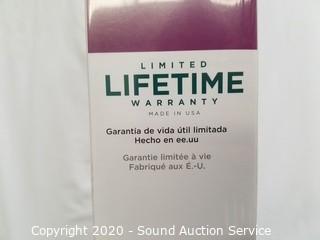 LIMITED
LIFETIME
WARRANTY
MADE IN USA
Garantía de vida útil limitada
Hecho en ee.uu
Garantie limitée à vie
Fabriqué aux É.-U.
Copyright 2020 - Sound Auction Service